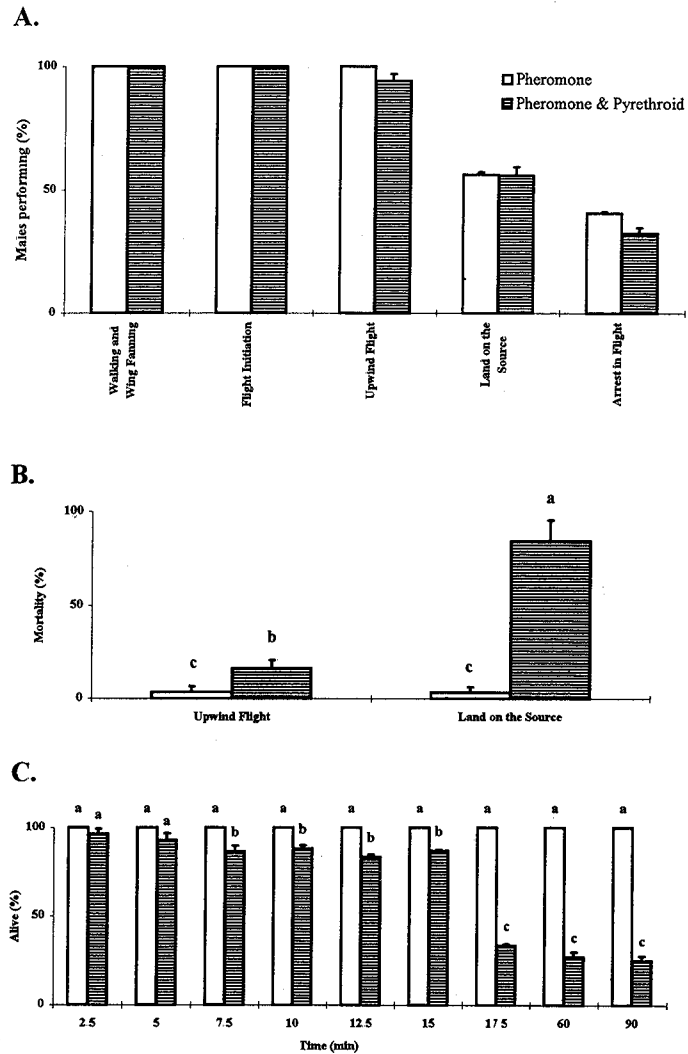 A.
100
50
0
Males performing (%)
Pheromone
Pheromone & Pyrethroid
Walking and
Wing Fanning
Flight Initiation
Upwind Flight
Land on the
Source
Arrest in Flight
B.
100
50
0
Mortality (%)
c b c a
Upwind Flight Land on the Source
C.
a a a a a a a a a
a a b b b b c c c
100
50
0
Alive (%)
2.5 5 7.5 10 12.5 15 17.5 60 90
Time (min)